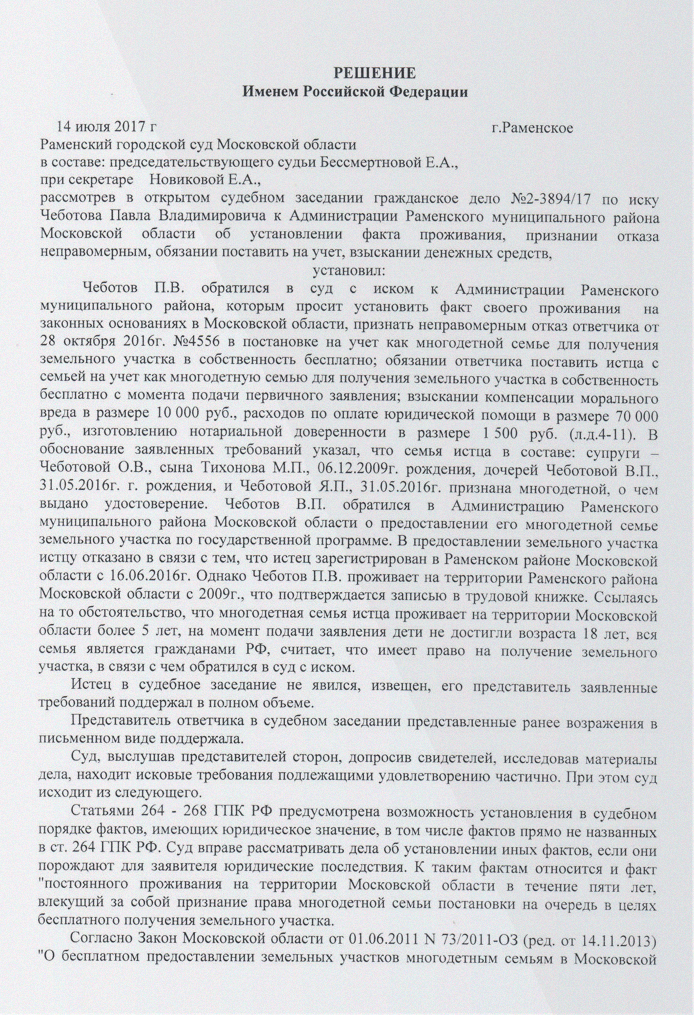 РЕШЕНИЕ
Именем Российской Федерации
14 июля 2017 г г.Раменское
Раменский городской суд Московской области
в составе: председательствующего судьи Бессмертновой Е.А.,
при секретаре Новиковой Е.А.,
рассмотрев в открытом судебном заседании гражданское дело №2-3894/17 по иску
Чеботова Павла Владимировича к Администрации Раменского муниципального района
Московской области об установлении факта проживания, признании отказа
неправомерным, обязании поставить на учет, взыскании денежных средств,
установил:
Чеботов П.В. обратился в суд с иском к Администрации Раменского
муниципального района, которым просит установить факт своего проживания на
законных основаниях в Московской области, признать неправомерным отказ ответчика от
28 октября 2016г. №4556 в постановке на учет как многодетной семье для получения
земельного участка в собственность бесплатно; обязании ответчика поставить истца с
семьей на учет как многодетную семью для получения земельного участка в собственность
бесплатно с момента подачи первичного заявления; взыскании компенсации морального
вреда в размере 10 000 руб., расходов по оплате юридической помощи в размере 70 000
руб., изготовлению нотариальной доверенности в размере 1 500 руб. (л.д.4-11). В
обоснование заявленных требований указал, что семья истца в составе: супруги –
Чеботовой О.В., сына Тихонова М.П., 06.12.2009г. рождения, дочерей Чеботовой В.П.,
31.05.2016г. г. рождения, и Чеботовой Я.П., 31.05.2016г. признана многодетной, о чем
выдано удостоверение. Чеботов В.П. обратился в Администрацию Раменского
муниципального района Московской области о предоставлении его многодетной семье
земельного участка по государственной программе. В предоставлении земельного участка
истцу отказано в связи с тем, что истец зарегистрирован в Раменском районе Московской
области с 16.06.2016г. Однако Чеботов П.В. проживает на территории Раменского района
Московской области с 2009г., что подтверждается записью в трудовой книжке. Ссылаясь
на то обстоятельство, что многодетная семья истца проживает на территории Московской
области более 5 лет, на момент подачи заявления дети не достигли возраста 18 лет, вся
семья является гражданами РФ, считает, что имеет право на получение земельного
участка, в связи с чем обратился в суд с иском.
Истец в судебное заседание не явился, извещен, его представитель заявленные
требований поддержал в полном объеме.
Представитель ответчика в судебном заседании представленные ранее возражения в
письменном виде поддержала.
Суд, выслушав представителей сторон, допросив свидетелей, исследовав материалы
дела, находит исковые требования подлежащими удовлетворению частично. При этом суд
исходит из следующего.
Статьями 264 - 268 ГПК РФ предусмотрена возможность установления в судебном
порядке фактов, имеющих юридическое значение, в том числе фактов прямо не названных
в ст. 264 ГПК РФ. Суд вправе рассматривать дела об установлении иных фактов, если они
порождают для заявителя юридические последствия. К таким фактам относится и факт
"постоянного проживания на территории Московской области в течение пяти лет,
влекущий за собой признание права многодетной семьи постановки на очередь в целях
бесплатного получения земельного участка.
Согласно Закон Московской области от 01.06.2011 N 73/2011-ОЗ (ред. от 14.11.2013)
"О бесплатном предоставлении земельных участков многодетным семьям в Московской